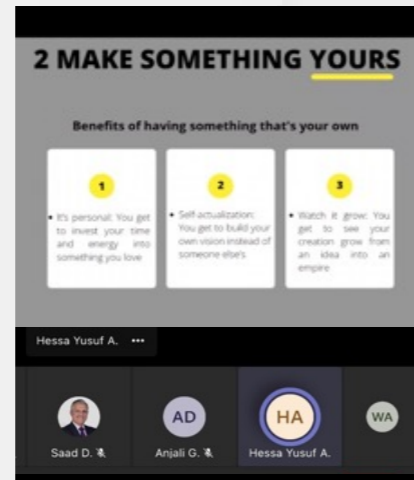 2 MAKE SOMETHING YOURS
Benefits of having something that's your own
1
• It's personal: You get
to invest your time
and energy into
something you love
2
• Self-actualization:
You get to build your
own vision instead of
someone else's
3
• Watch it grow: You
get to see your
creation grow from
an idea into an
empire
Hessa Yusuf A. •••
AD
HA
WA
Saad D.
Anjali G.
Hessa Yusuf A.